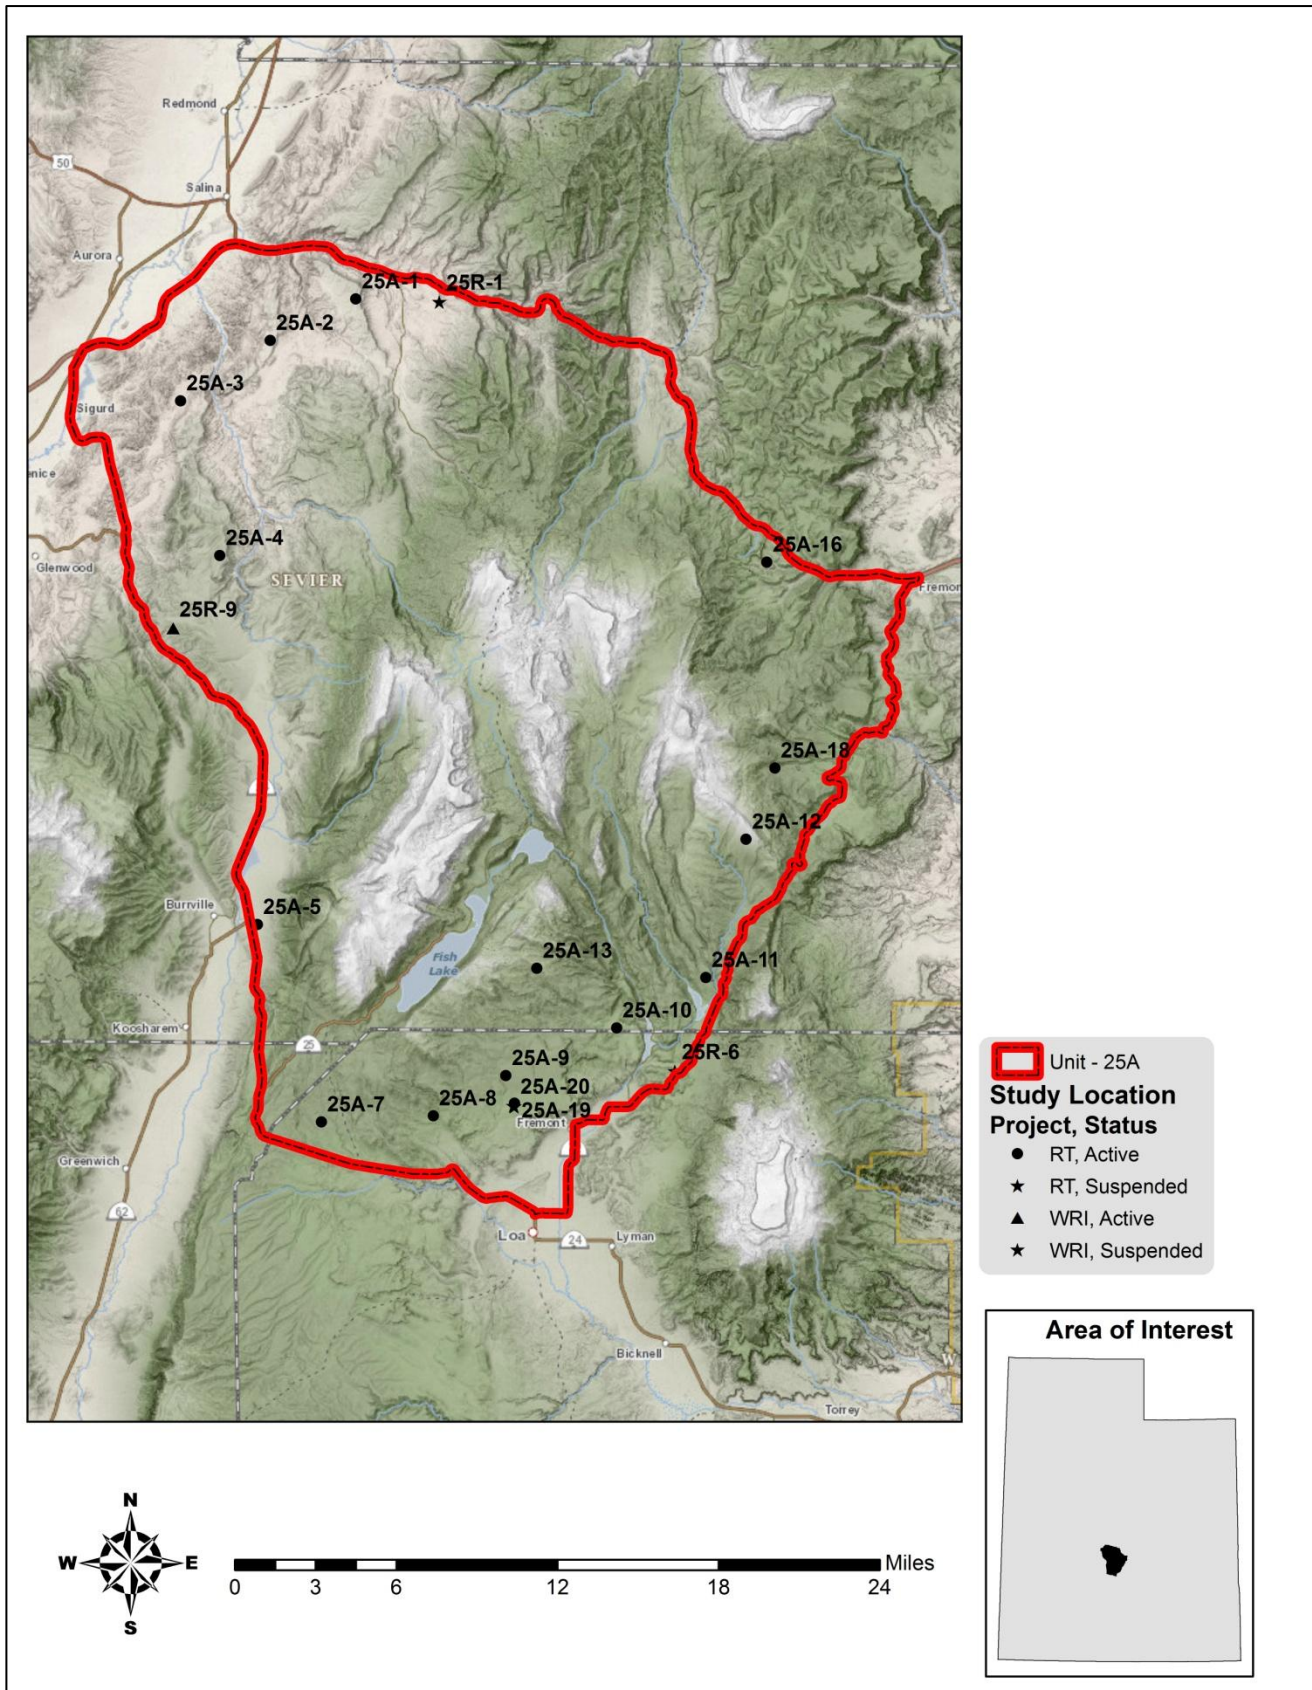 Redmond
50
Salina
Aurora
25A-1
25R-1
25A-2
25A-3
Sigurd
enice
25A-4
25A-16
Glenwood
SEVIER
Fremon
25R-9
25A-18
25A-12
Burrville
25A-5
25A-13
Fish
Lake
25A-11
25A-10
Koosharem
25
25R-6
25A-9
25A-20
25A-7
25A-8
25A-19
Fremont
Greenwich
62
Loa
24
Lyman
Bicknell
W
Torrey
Unit - 25A
Study Location
Project, Status
RT, Active
RT, Suspended
WRI, Active
WRI, Suspended
Area of Interest
N
W E
S
0 3 6 12 18 24 Miles